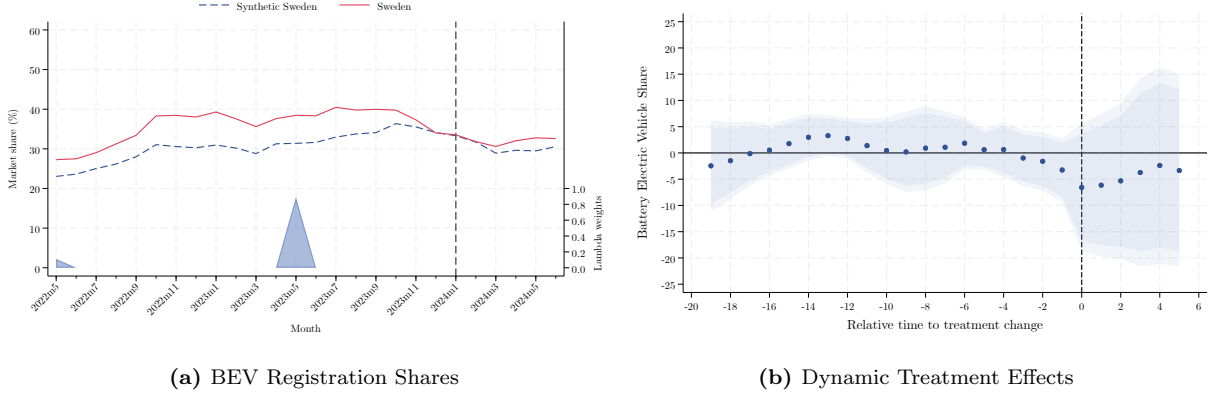 Synthetic Sweden Sweden
Market share (%)
60
50
40
30
20
10
0
1.0
0.8
0.6
0.4
0.2
0.0
Lambda weights
2022m5 2022m7 2022m9 2022m11 2023m1 2023m3 2023m5 2023m7 2023m9 2023m11 2024m1 2024m3 2024m5
Month
(a) BEV Registration Shares
Battery Electric Vehicle Share
25
20
15
10
5
0
-5
-10
-15
-20
-25
-20 -18 -16 -14 -12 -10 -8 -6 -4 -2 0 2 4 6
Relative time to treatment change
(b) Dynamic Treatment Effects